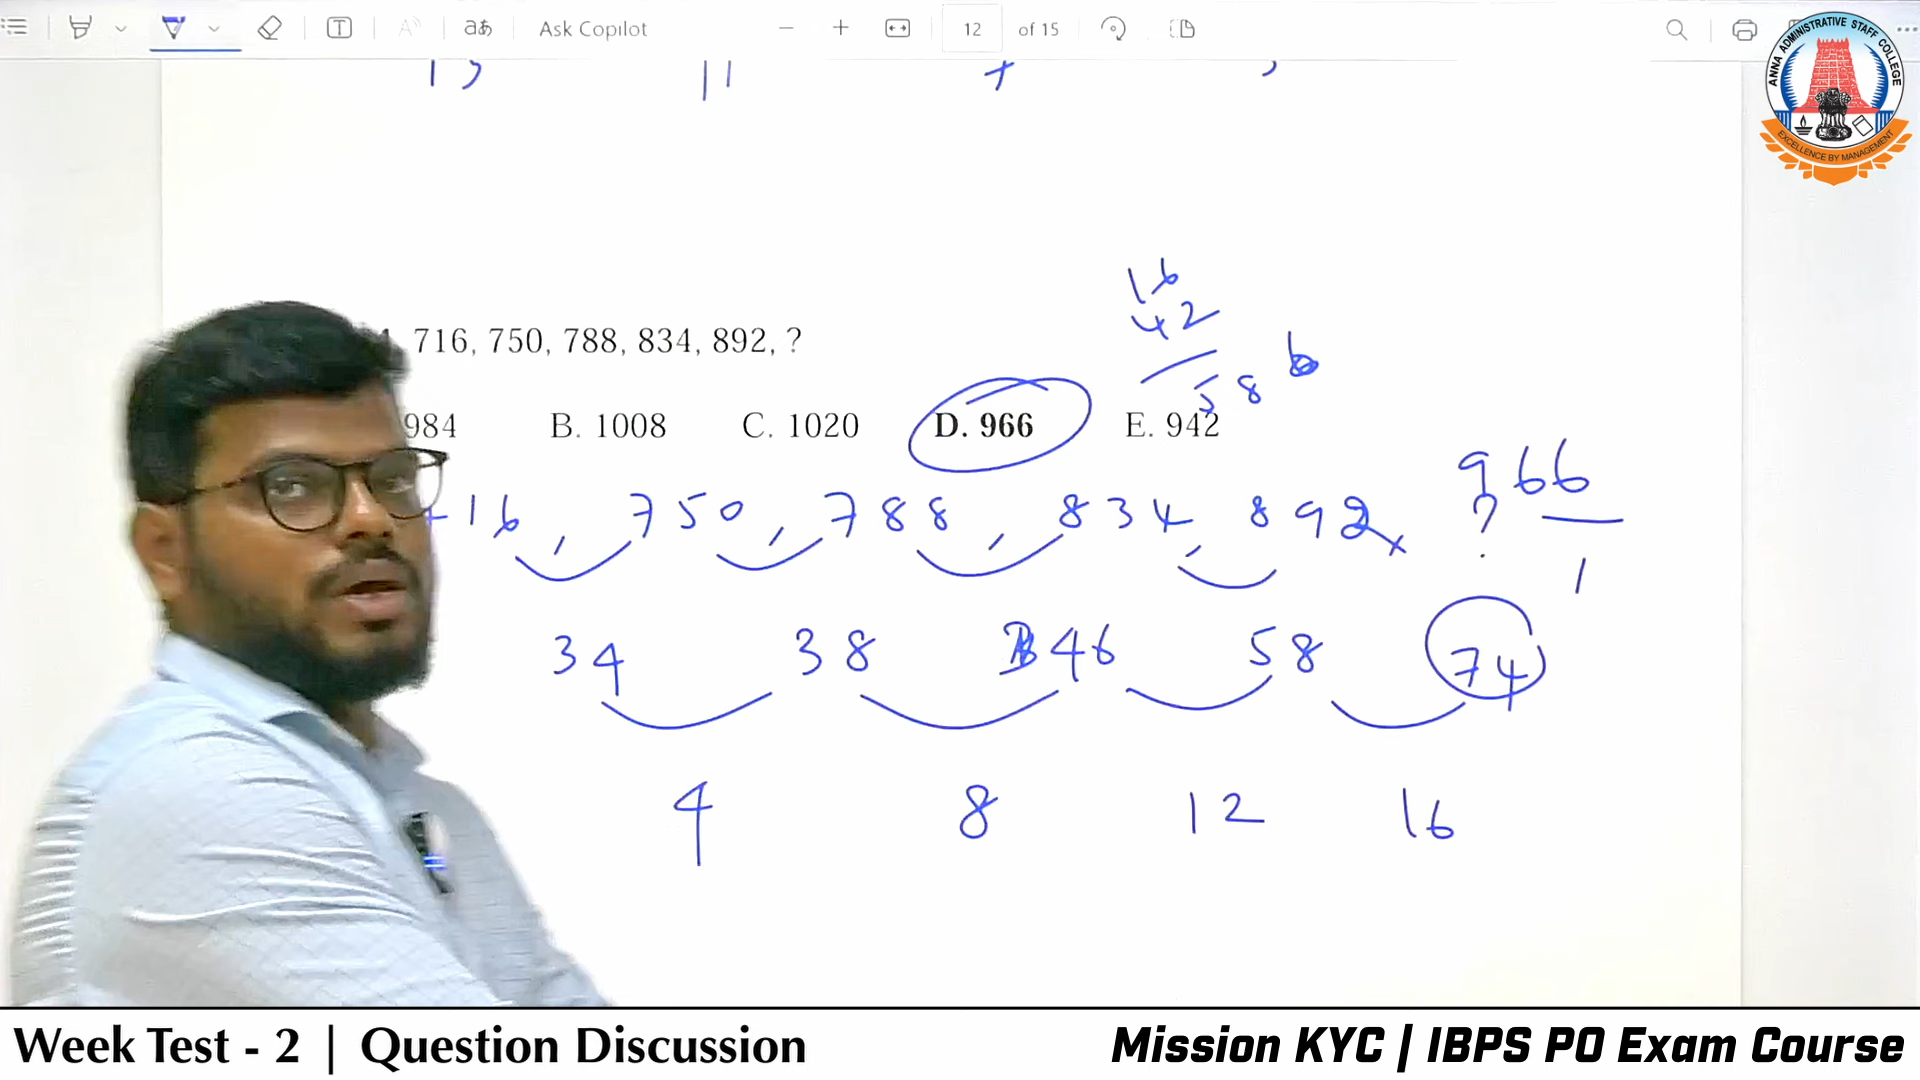 Ask Copilot
12 of 15
ANNA ADMINISTRATIVE STAFF COLLEGE
EXCELLENCE BY MANAGEMENT
716, 750, 788, 834, 892, ?
984 B. 1008 C. 1020 D. 966 E. 942
16
42
58
16, 750, 788, 834, 892, ? 966
34 38 46 58 74
4 8 12 16
Week Test - 2 | Question Discussion
Mission KYC | IBPS PO Exam Course